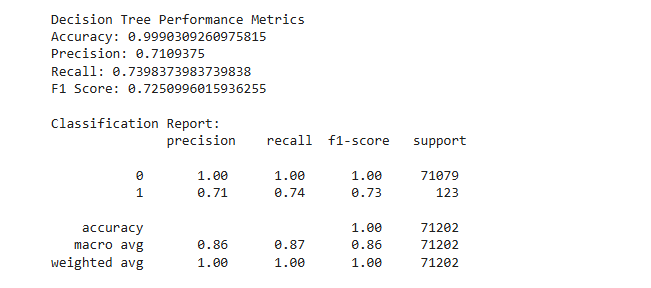 Decision Tree Performance Metrics
Accuracy: 0.9990309260975815
Precision: 0.7109375
Recall: 0.7398373983739838
F1 Score: 0.7250996015936255
Classification Report:
precision recall f1-score support
0 1.00 1.00 1.00 71079
1 0.71 0.74 0.73 123
accuracy 1.00 71202
macro avg 0.86 0.87 0.86 71202
weighted avg 1.00 1.00 1.00 71202